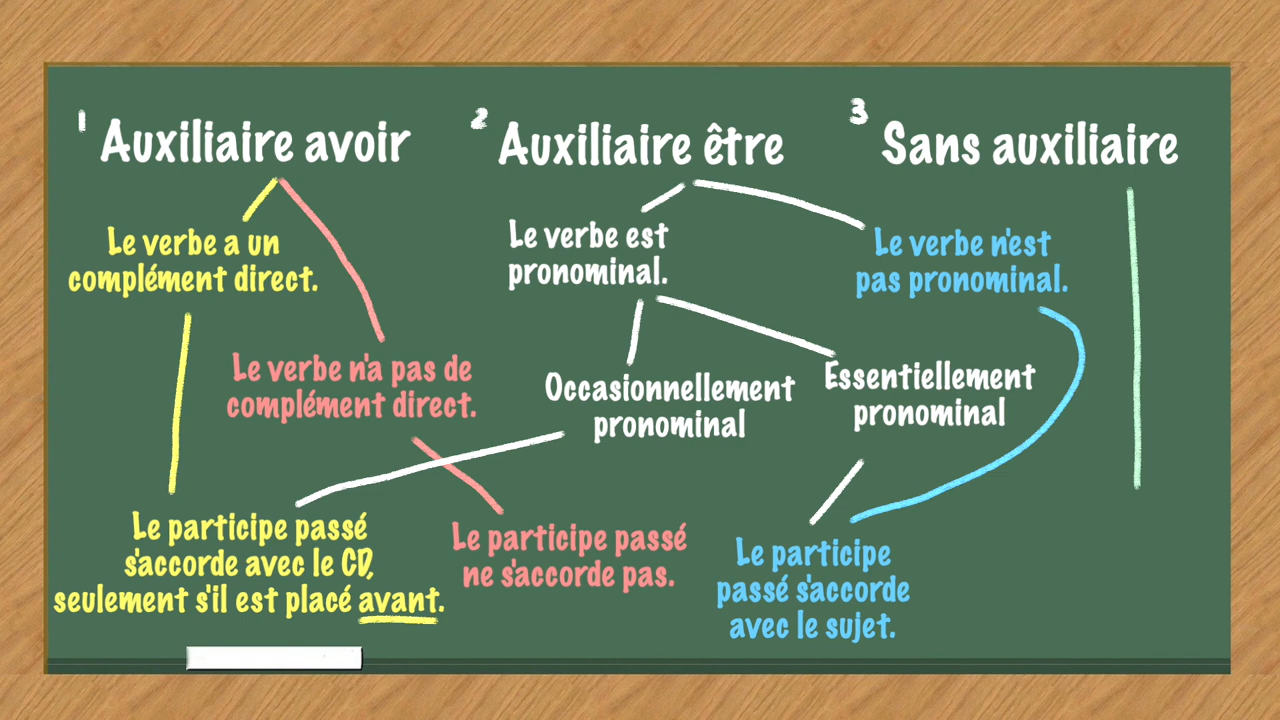 1 Auxiliaire avoir
Le verbe a un
complément direct.
Le verbe n'a pas de
complément direct.
Le participe passé
s'accorde avec le CD,
seulement s'il est placé avant.
Le participe passé
ne s'accorde pas.
2 Auxiliaire être
Le verbe est
pronominal.
Le verbe n'est
pas pronominal.
Occasionnellement
pronominal
Essentiellement
pronominal
Le participe
passé s'accorde
avec le sujet.
3 Sans auxiliaire